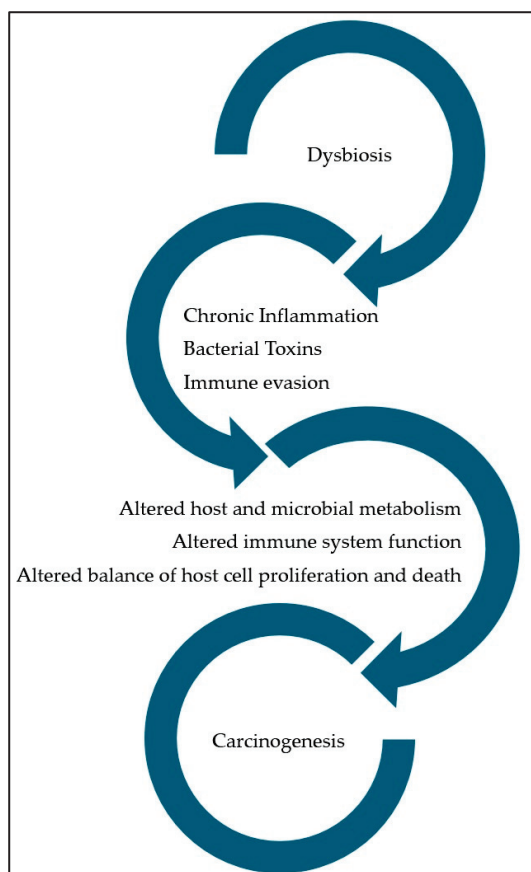 Dysbiosis
Chronic Inflammation
Bacterial Toxins
Immune evasion
Altered host and microbial metabolism
Altered immune system function
Altered balance of host cell proliferation and death
Carcinogenesis